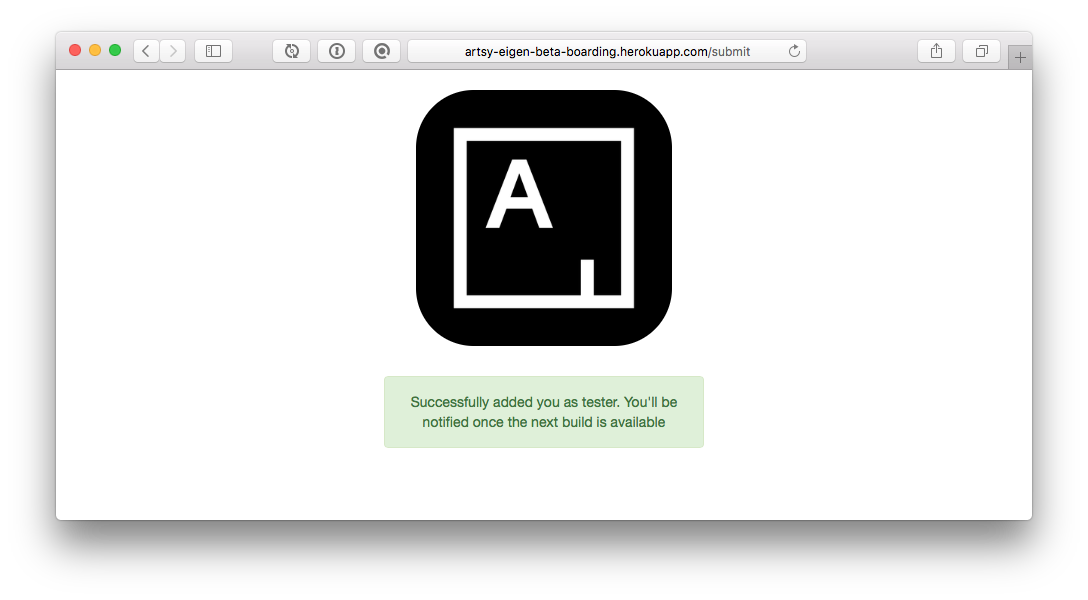 artsy-eigen-beta-boarding.herokuapp.com/submit
A
Successfully added you as tester. You'll be
notified once the next build is available